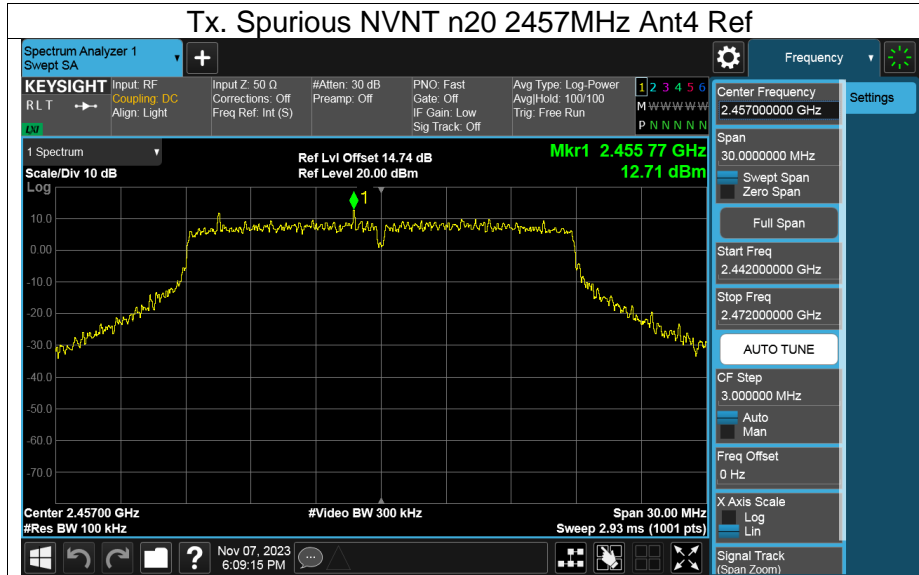 Tx. Spurious NVNT n20 2457MHz Ant4 Ref
Spectrum Analyzer 1
Swept SA
+
Frequency
KEYSIGHT
R L T
LXI
Input: RF
Coupling: DC
Align: Light
Input Z: 50 Ω
Corrections: Off
Freq Ref: Int (S)
#Atten: 30 dB
Preamp: Off
PNO: Fast
Gate: Off
IF Gain: Low
Sig Track: Off
Avg Type: Log-Power
Avg|Hold: 100/100
Trig: Free Run
1 2 3 4 5 6
M W W W W W
P N N N N N
1 Spectrum
Scale/Div 10 dB
Ref Lvl Offset 14.74 dB
Ref Level 20.00 dBm
Mkr1 2.455 77 GHz
12.71 dBm
Log
1
10.0
0.00
-10.0
-20.0
-30.0
-40.0
-50.0
-60.0
-70.0
Center 2.45700 GHz
#Res BW 100 kHz
#Video BW 300 kHz
Span 30.00 MHz
Sweep 2.93 ms (1001 pts)
Center Frequency
2.457000000 GHz
Settings
Span
30.0000000 MHz
Swept Span
Zero Span
Full Span
Start Freq
2.442000000 GHz
Stop Freq
2.472000000 GHz
AUTO TUNE
CF Step
3.000000 MHz
Auto
Man
Freq Offset
0 Hz
X Axis Scale
Log
Lin
Signal Track
(Span Zoom)
?
Nov 07, 2023
6:09:15 PM